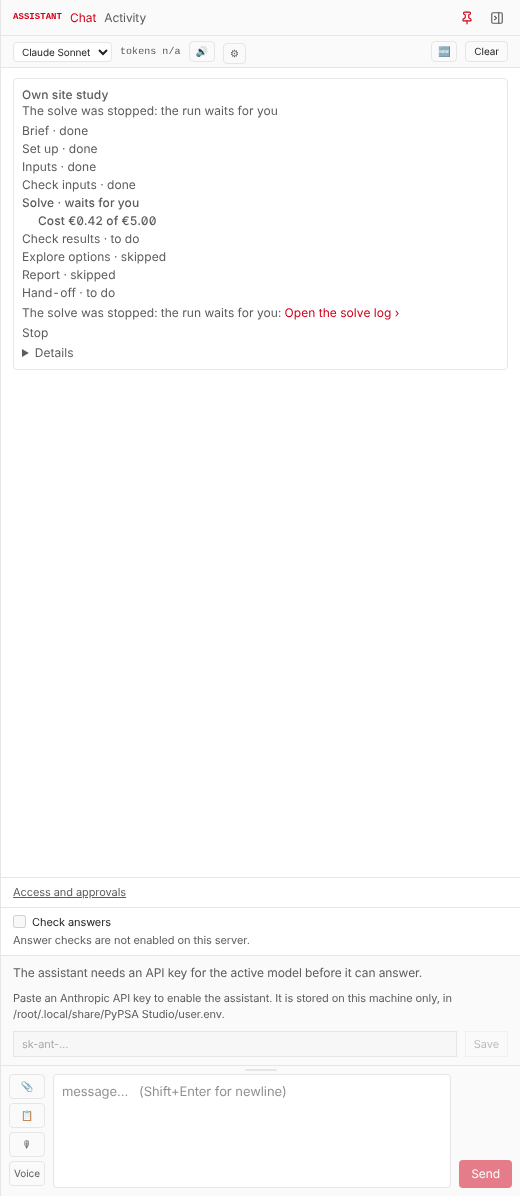 ASSISTANT Chat Activity
Claude Sonnet tokens n/a Clear
Own site study
The solve was stopped: the run waits for you
Brief · done
Set up · done
Inputs · done
Check inputs · done
Solve · waits for you
Cost €0.42 of €5.00
Check results · to do
Explore options · skipped
Report · skipped
Hand-off · to do
The solve was stopped: the run waits for you: Open the solve log ›
Stop
Details
Access and approvals
Check answers
Answer checks are not enabled on this server.
The assistant needs an API key for the active model before it can answer.
Paste an Anthropic API key to enable the assistant. It is stored on this machine only, in
/root/.local/share/PyPSA Studio/user.env.
sk-ant-... Save
message... (Shift+Enter for newline)
Voice
Send